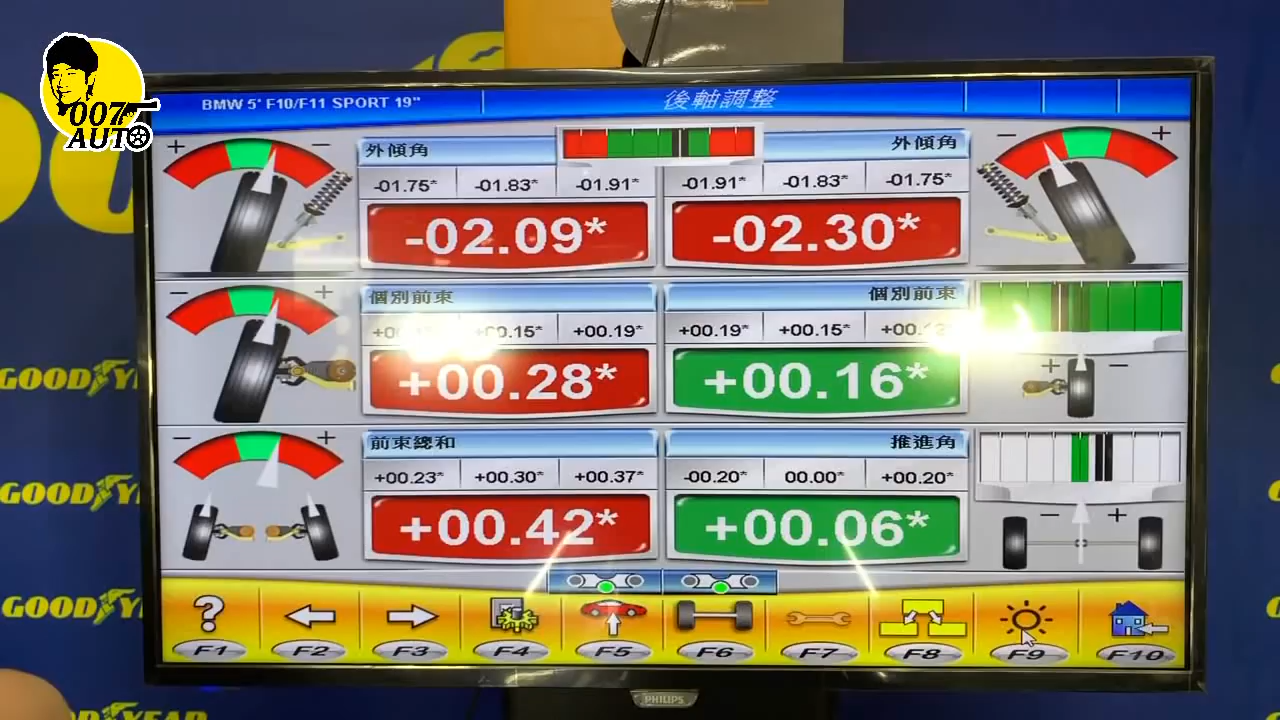 007
AUTO
BMW 5' F10/F11 SPORT 19"
後軸調整
外傾角
外傾角
-01.75* -01.83* -01.91*
-01.91* -01.83* -01.75*
-02.09*
-02.30*
個別前束
個別前束
+00.15* +00.19*
+00.19* +00.15*
+00.28*
+00.16*
前束總和
推進角
+00.23* +00.30* +00.37*
-00.20* 00.00* +00.20*
+00.42*
+00.06*
F1 F2 F3 F4 F5 F6 F7 F8 F9 F10
PHILIPS
GOODYEAR
GOODYEAR
GOODYEAR
GOODYEAR